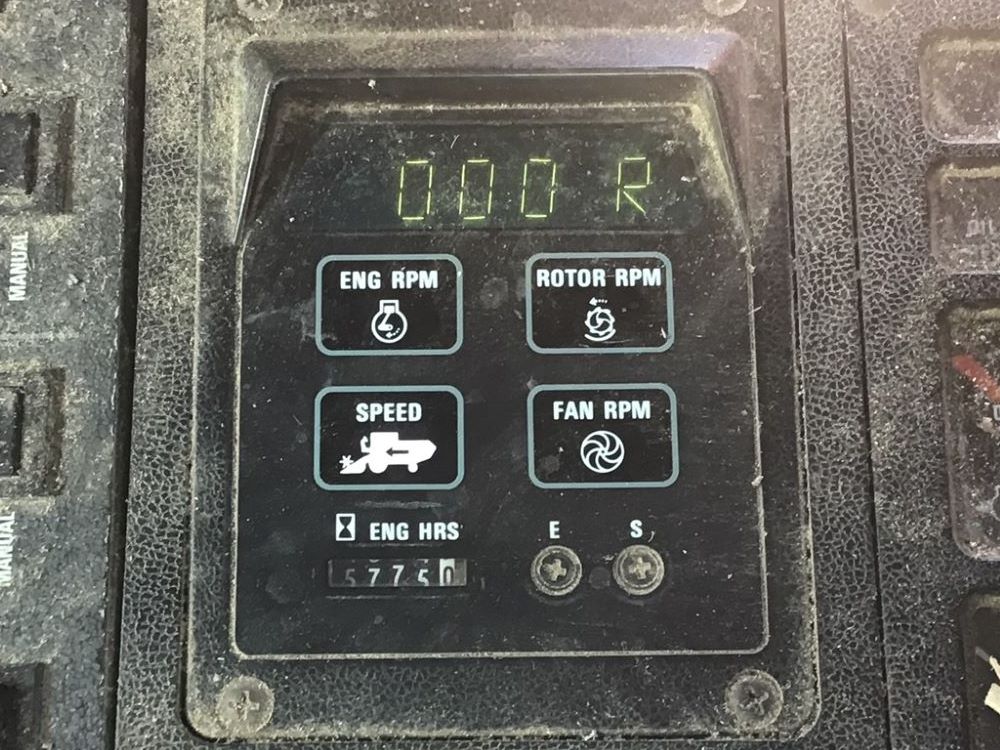 000 R
ENG RPM
ROTOR RPM
SPEED
FAN RPM
ENG HRS
E
S
57750
MANUAL
MANUAL